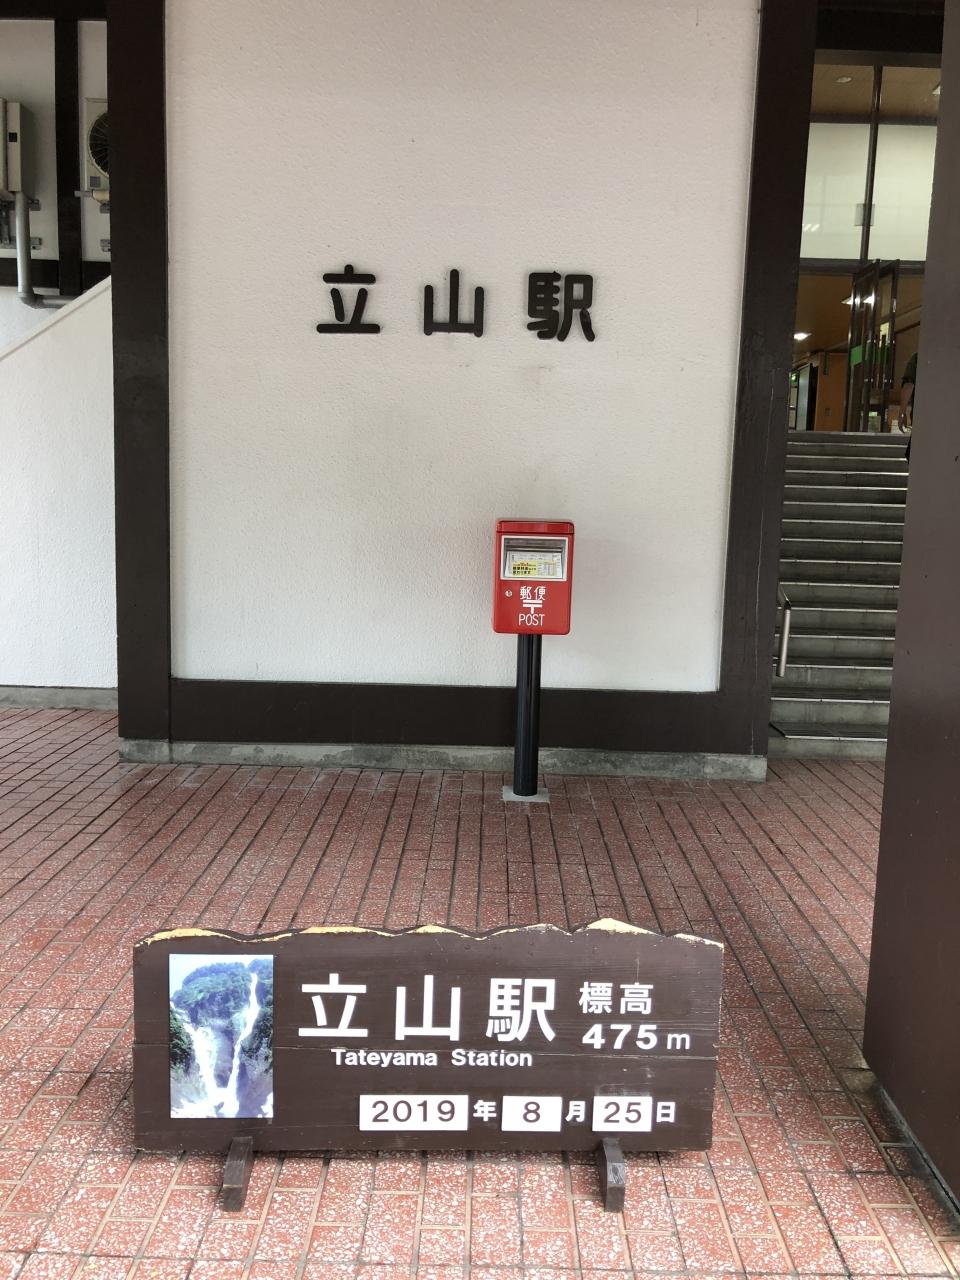 立山駅
郵便
〒
POST
立山駅 標高
475m
Tateyama Station
2019年8月25日